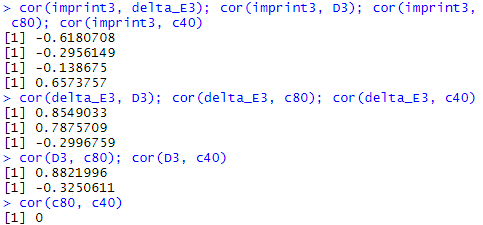 > cor(imprint3, delta_E3); cor(imprint3, D3); cor(imprint3,
 c80); cor(imprint3, c40)
[1] -0.6180708
[1] -0.2956149
[1] -0.138675
[1] 0.6573757
> cor(delta_E3, D3); cor(delta_E3, c80); cor(delta_E3, c40)
[1] 0.8549033
[1] 0.7875709
[1] -0.2996759
> cor(D3, c80); cor(D3, c40)
[1] 0.8821996
[1] -0.3250611
> cor(c80, c40)
[1] 0